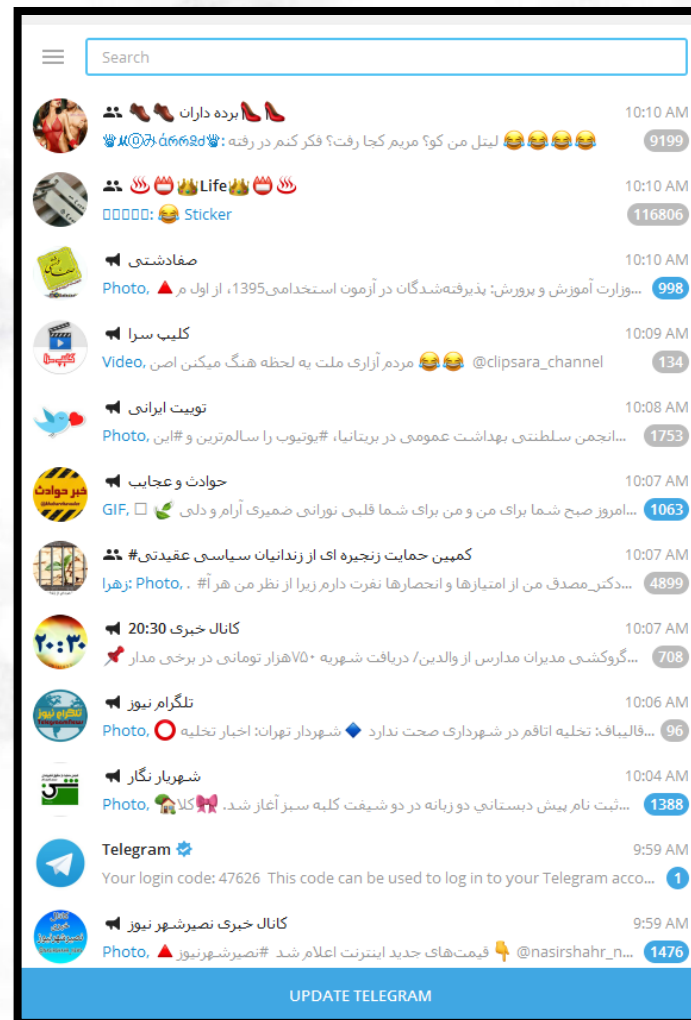 Search
برده داران
10:10 AM
لیتل من کو؟ مریم کجا رفت؟ فکر کنم در رفته 😂😂😂😂
9199
♨️📛👑Life👑📛♨️
10:10 AM
😂 Sticker
116806
صفادشتی
10:10 AM
Photo, 🔺 وزارت آموزش و پرورش: پذیرفته‌شدگان در آزمون استخدامی1395، از اول م...
998
کلیپ سرا
10:09 AM
Video, مردم آزاری ملت یه لحظه هنگ میکنن اصن 😂😂 @clipsara_channel
134
توییت ایرانی
10:08 AM
Photo, انجمن سلطنتی بهداشت عمومی در بریتانیا، #یوتیوب را سالم‌ترین و #این...
1753
خبر حوادث
حوادث و عجایب
10:07 AM
GIF, 🌿 امروز صبح شما برای من و من برای شما قلبی نورانی ضمیری آرام و دلی...
1063
کمپین حمایت زنجیره ای از زندانیان سیاسی عقیدتی#
10:07 AM
زهرا: Photo, . #دکتر_مصدق من از امتیازها و انحصارها نفرت دارم زیرا از نظر من هر آ...
4899
۲۰:۳۰
کانال خبری 20:30
10:07 AM
📌 گروکشی مدیران مدارس از والدین/ دریافت شهریه ۷۵۰هزار تومانی در برخی مدار...
708
تلگرام نیوز
تلگرام نیوز
10:06 AM
Photo, ⭕ قالیباف: تخلیه اتاقم در شهرداری صحت ندارد 🔷 شهردار تهران: اخبار تخلیه...
96
شهریار نگار
10:04 AM
Photo, 🏡🎀 ثبت نام پیش دبستاني دو زبانه در دو شیفت کلبه سبز آغاز شد. کلا...
1388
Telegram
9:59 AM
Your login code: 47626 This code can be used to log in to your Telegram acco...
1
کانال خبری نصیرشهر نیوز
9:59 AM
Photo, 🔺 قیمت‌های جدید اینترنت اعلام شد #نصیرشهرنیوز 👇 @nasirshahr_n...
1476
UPDATE TELEGRAM